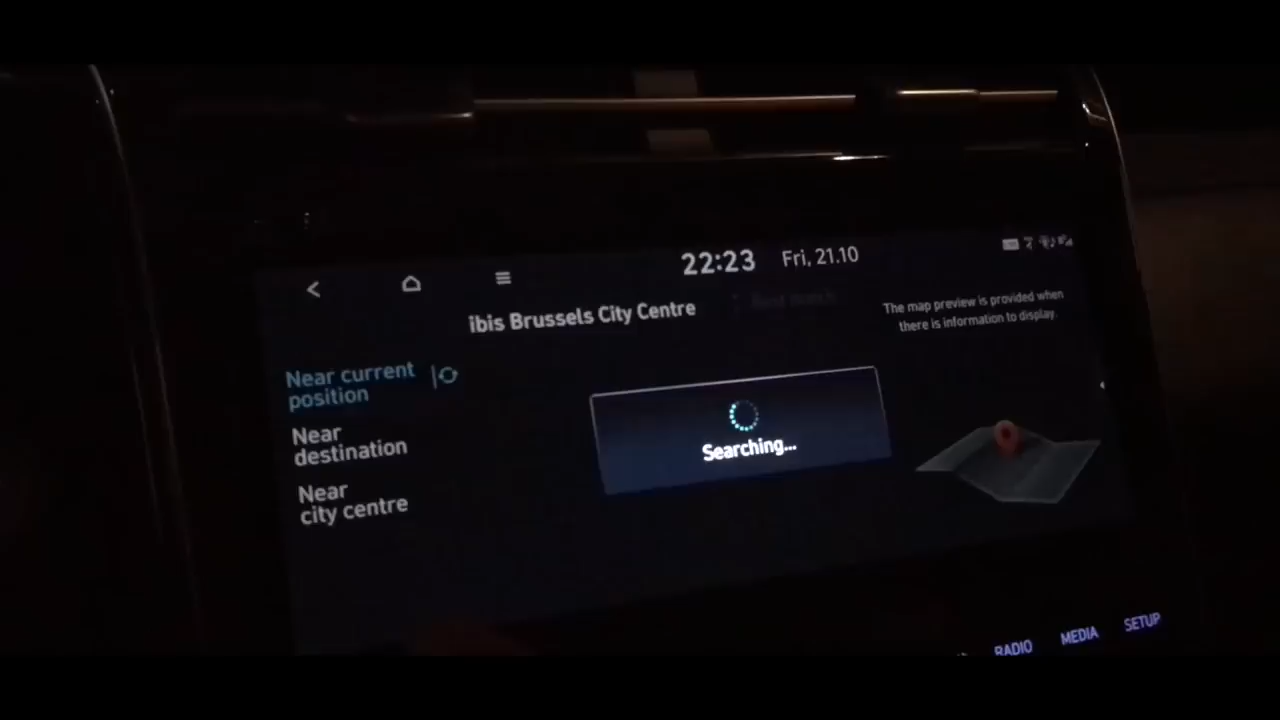 22:23 Fri, 21.10
ibis Brussels City Centre
The map preview is provided when
there is information to display.
Near current
position
Near
destination
Near
city centre
Searching...
RADIO MEDIA SETUP